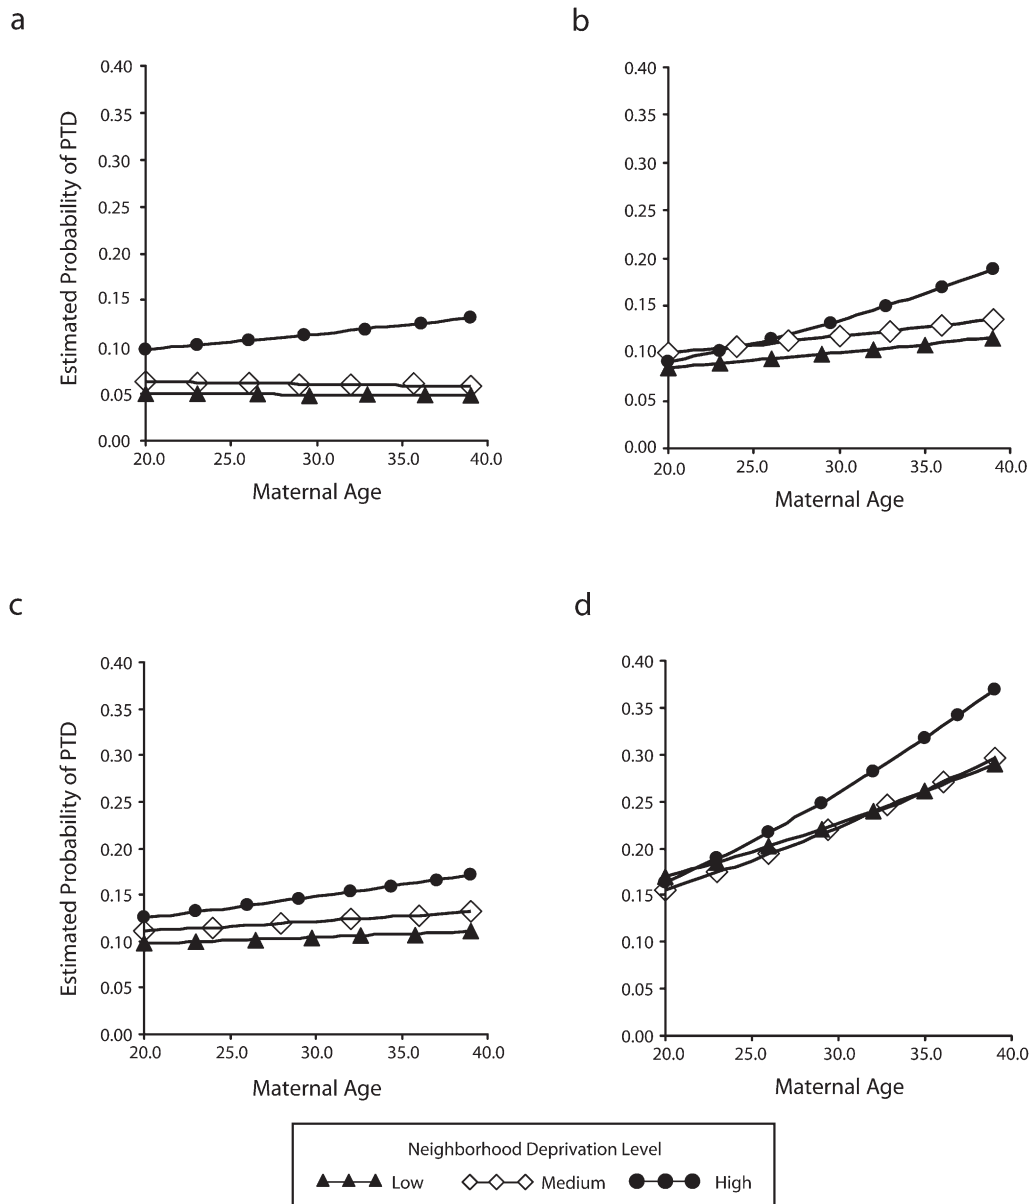 a
0.40
0.35
0.30
0.25
0.20
0.15
0.10
0.05
0.00
Estimated Probability of PTD
20.0 25.0 30.0 35.0 40.0
Maternal Age
b
0.40
0.35
0.30
0.25
0.20
0.15
0.10
0.05
0.00
20.0 25.0 30.0 35.0 40.0
Maternal Age
c
0.40
0.35
0.30
0.25
0.20
0.15
0.10
0.05
0.00
Estimated Probability of PTD
20.0 25.0 30.0 35.0 40.0
Maternal Age
d
0.40
0.35
0.30
0.25
0.20
0.15
0.10
0.05
0.00
20.0 25.0 30.0 35.0 40.0
Maternal Age
Neighborhood Deprivation Level
Low Medium High